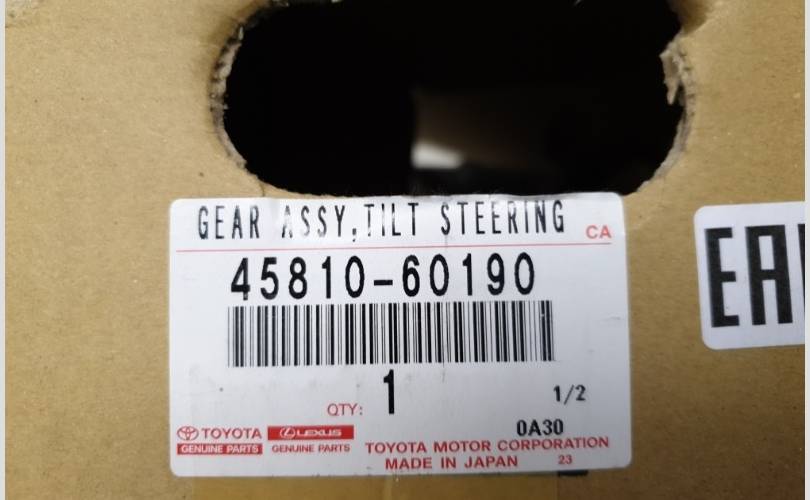 GEAR ASSY,TILT STEERING
CA
45810-60190
QTY: 1
1/2
0A30
TOYOTA GENUINE PARTS
LEXUS GENUINE PARTS
TOYOTA MOTOR CORPORATION
MADE IN JAPAN 23